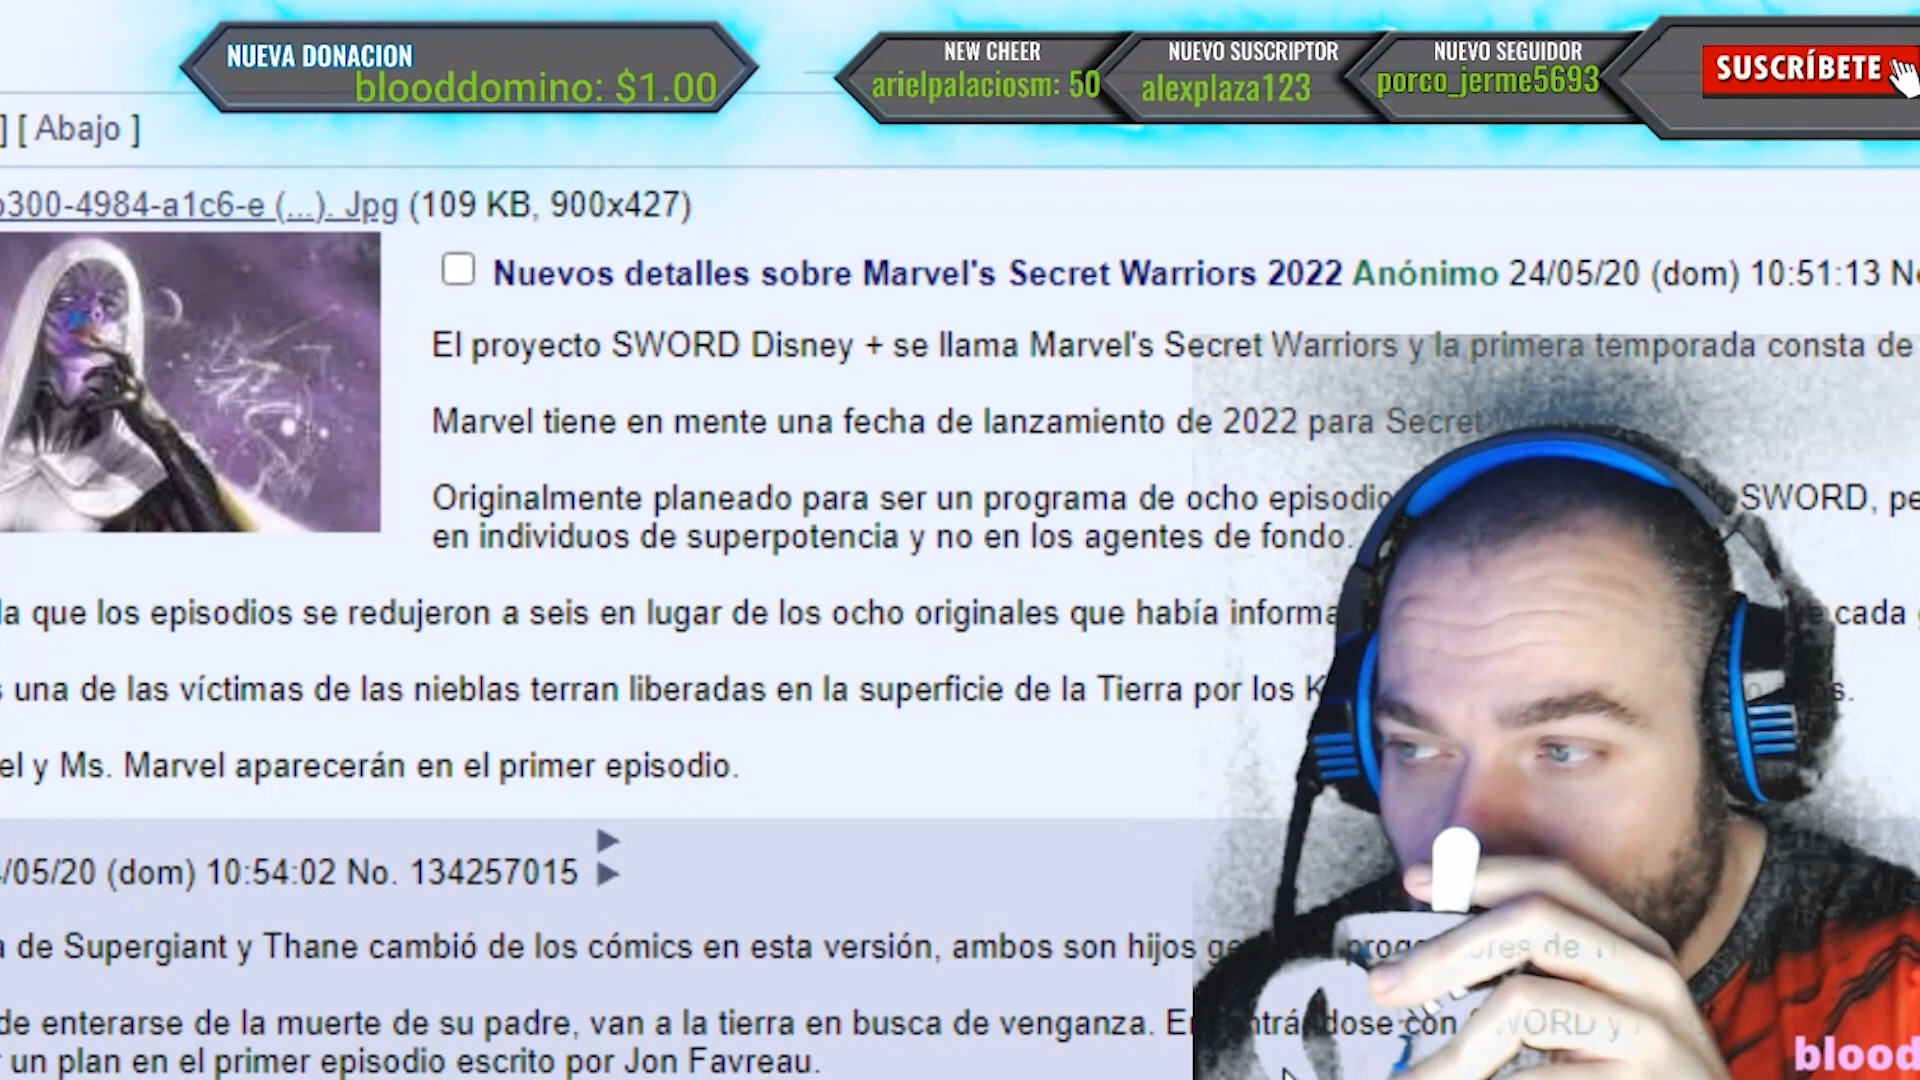 NUEVA DONACION
blooddomino: $1.00
NEW CHEER
arielpalaciosm: 50
NUEVO SUSCRIPTOR
alexplaza123
NUEVO SEGUIDOR
porco_jerme5693
SUSCRÍBETE
] [ Abajo ]
300-4984-a1c6-e (...). Jpg (109 KB, 900x427)
Nuevos detalles sobre Marvel's Secret Warriors 2022 Anónimo 24/05/20 (dom) 10:51:13
El proyecto SWORD Disney + se llama Marvel's Secret Warriors y la primera temporada consta de
Marvel tiene en mente una fecha de lanzamiento de 2022 para Secret
Originalmente planeado para ser un programa de ocho SWORD,
en individuos de superpotencia y no en los agentes de fondo.
que los episodios se redujeron a seis en lugar de los ocho originales que había cada
una de las víctimas de las nieblas terran liberadas en la superficie de la Tierra por los
y Ms. Marvel aparecerán en el primer episodio.
/05/20 (dom) 10:54:02 No. 134257015
de Supergiant y Thane cambió de los cómics en esta versión, ambos son hijos de
de enterarse de la muerte de su padre, van a la tierra en busca de venganza. SWORD y
un plan en el primer episodio escrito por Jon Favreau.
blood